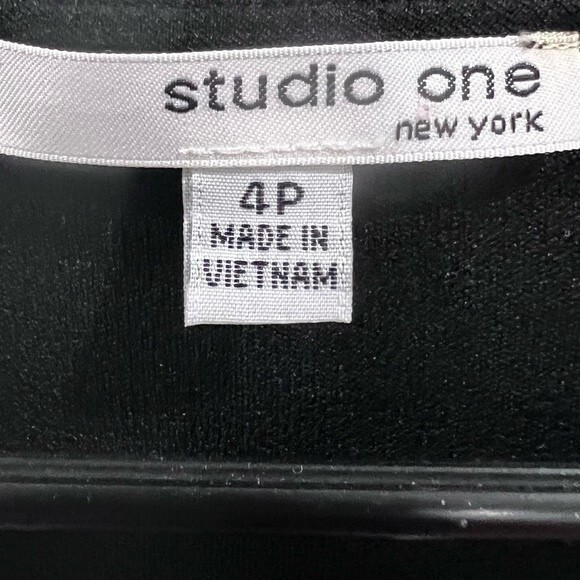 studio one
new york
4P
MADE IN
VIETNAM